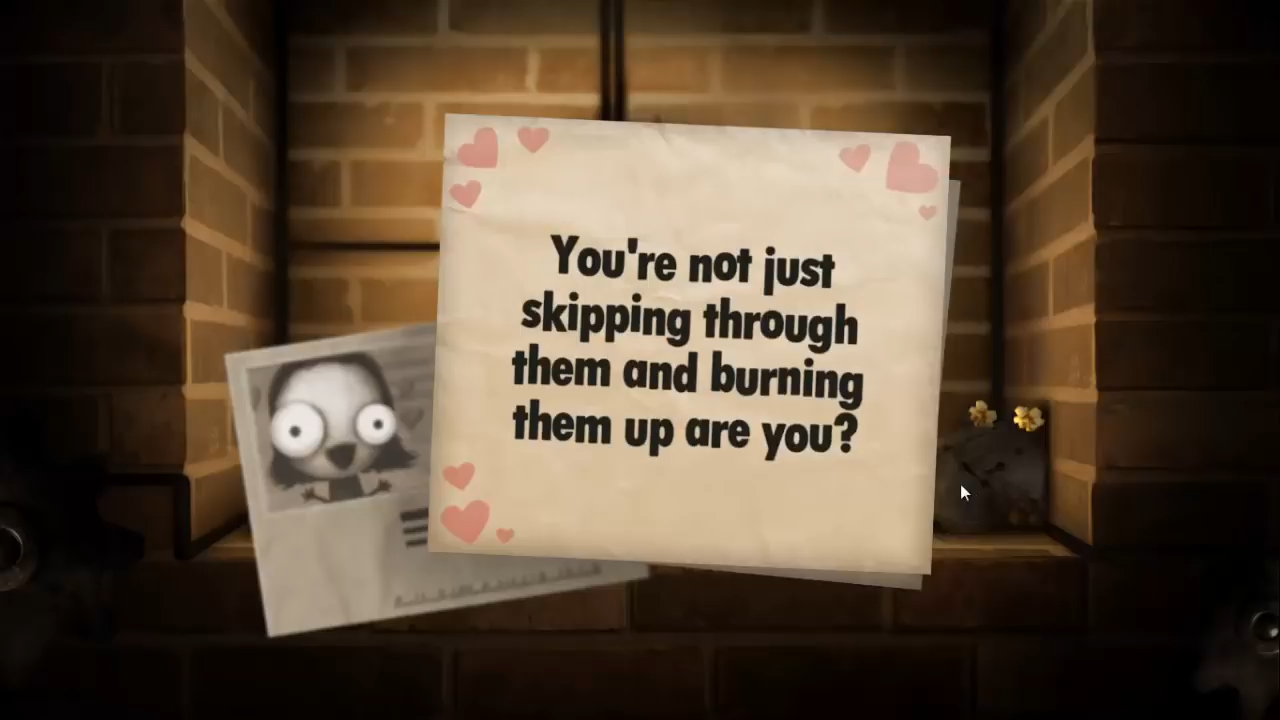 You're not just
skipping through
them and burning
them up are you?